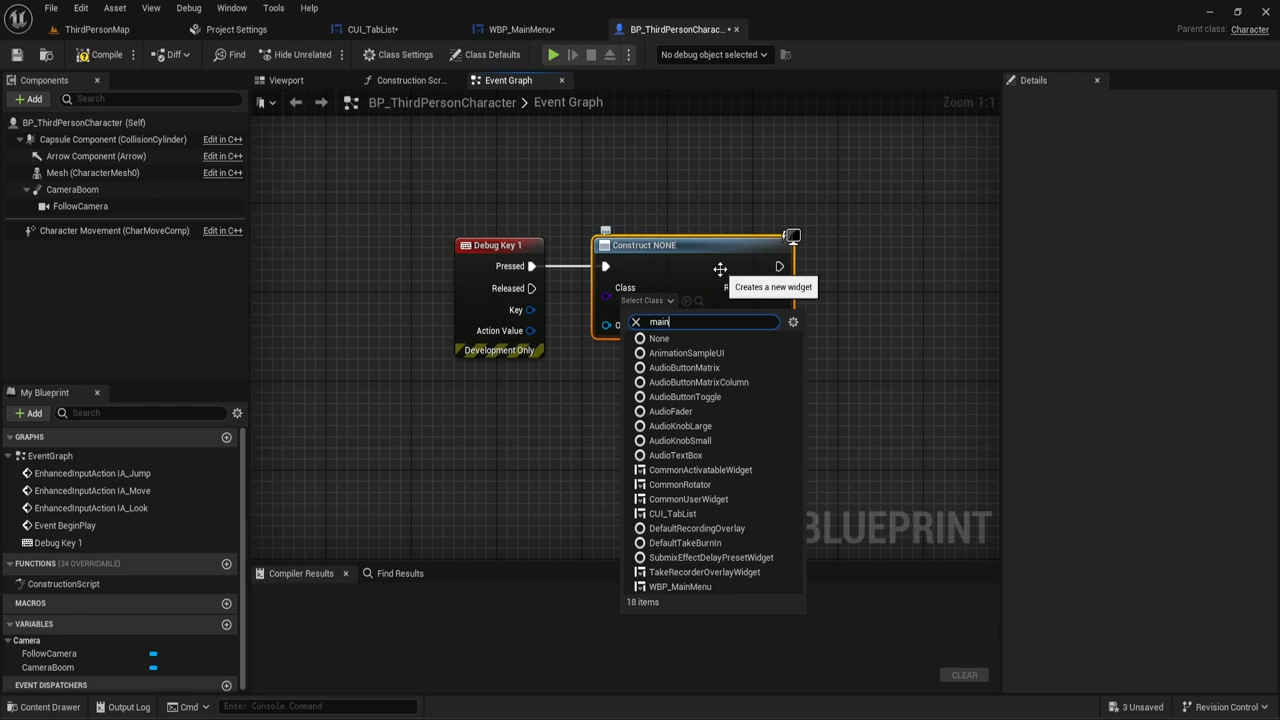 File Edit Asset View Debug Window Tools Help
ThirdPersonMap
Project Settings
CUI_TabList*
WBP_MainMenu*
BP_ThirdPersonCharac... *
Parent class: Character
Compile
Diff
Find
Hide Unrelated
Class Settings
Class Defaults
No debug object selected
Components
Add
Search
BP_ThirdPersonCharacter (Self)
Capsule Component (CollisionCylinder) Edit in C++
Arrow Component (Arrow) Edit in C++
Mesh (CharacterMesh0) Edit in C++
CameraBoom
FollowCamera
Character Movement (CharMoveComp) Edit in C++
My Blueprint
Add
Search
GRAPHS
EventGraph
EnhancedInputAction IA_Jump
EnhancedInputAction IA_Move
EnhancedInputAction IA_Look
Event BeginPlay
Debug Key 1
FUNCTIONS (34 OVERRIDABLE)
ConstructionScript
MACROS
VARIABLES
Camera
FollowCamera
CameraBoom
EVENT DISPATCHERS
Viewport
Construction Scr...
Event Graph
BP_ThirdPersonCharacter > Event Graph
Zoom 1:1
Debug Key 1
Pressed
Released
Key
Action Value
Development Only
Construct NONE
Class
Select Class
Creates a new widget
main
None
AnimationSampleUI
AudioButtonMatrix
AudioButtonMatrixColumn
AudioButtonToggle
AudioFader
AudioKnobLarge
AudioKnobSmall
AudioTextBox
CommonActivatableWidget
CommonRotator
CommonUserWidget
CUI_TabList
DefaultRecordingOverlay
DefaultTakeBurnIn
SubmixEffectDelayPresetWidget
TakeRecorderOverlayWidget
WBP_MainMenu
18 items
BLUEPRINT
Compiler Results
Find Results
CLEAR
Details
Content Drawer
Output Log
Cmd
Enter Console Command
3 Unsaved
Revision Control